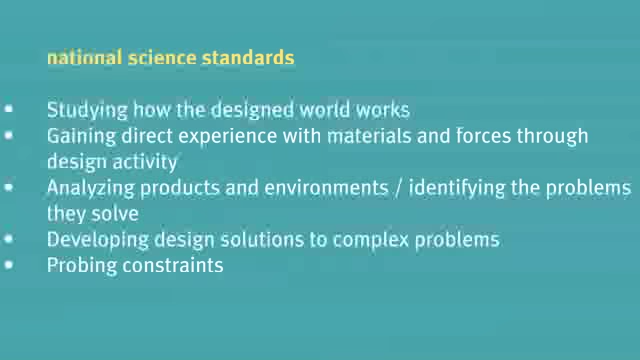 national science standards
• Studying how the designed world works
• Gaining direct experience with materials and forces through
design activity
• Analyzing products and environments / identifying the problems
they solve
• Developing design solutions to complex problems
• Probing constraints